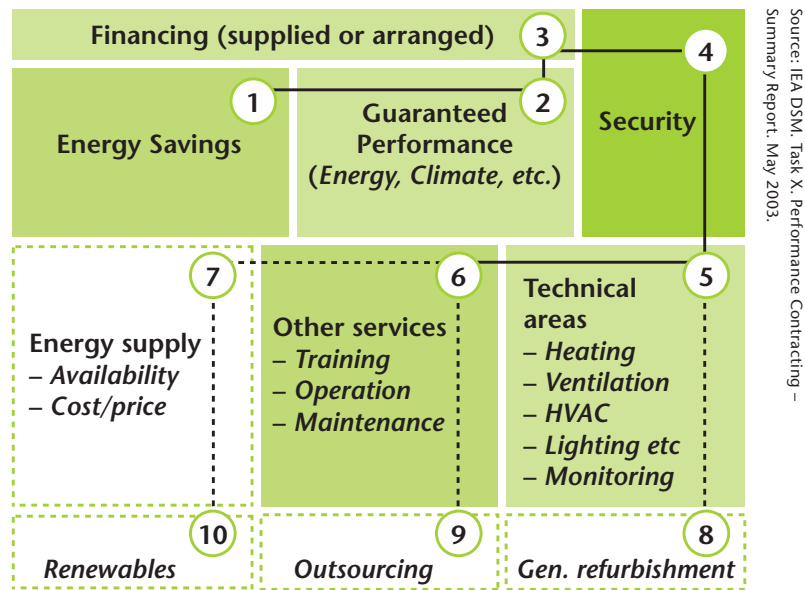 Financing (supplied or arranged)
3
4
1
2
Energy Savings
Guaranteed
Performance
(Energy, Climate, etc.)
Security
7
6
5
Energy supply
– Availability
– Cost/price
Other services
– Training
– Operation
– Maintenance
Technical
areas
– Heating
– Ventilation
– HVAC
– Lighting etc
– Monitoring
10
9
8
Renewables
Outsourcing
Gen. refurbishment
Source: IEA DSM. Task X. Performance Contracting –
Summary Report. May 2003.